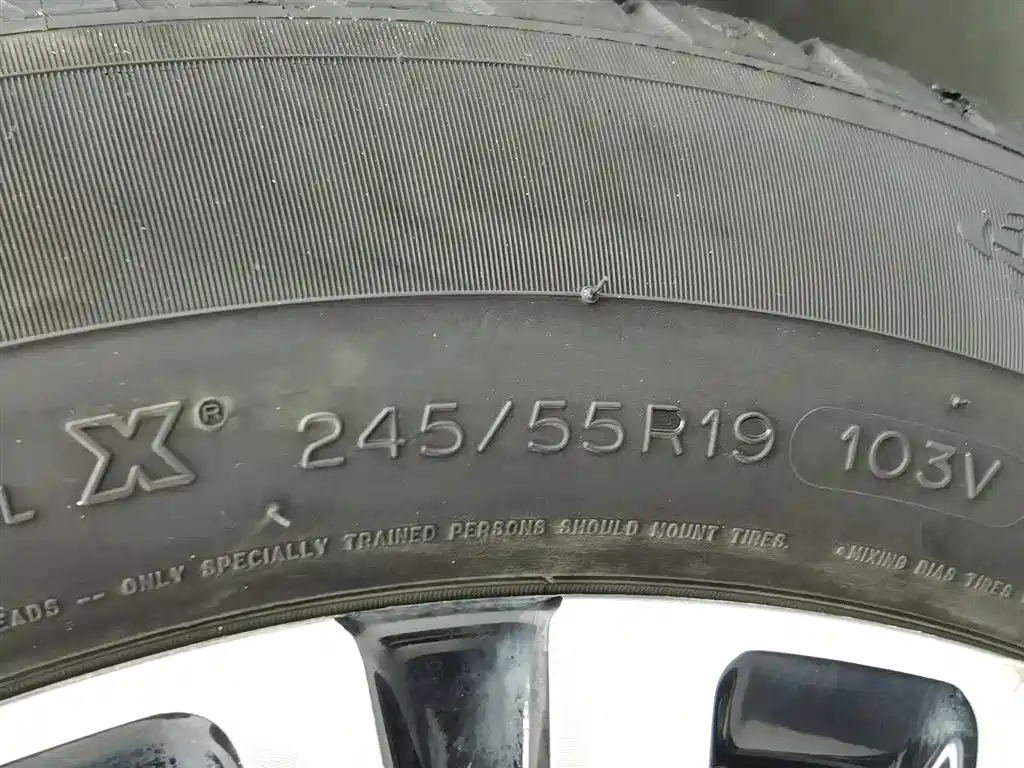 L X® 245/55R19 103V
EADS -- ONLY SPECIALLY TRAINED PERSONS SHOULD MOUNT TIRES. •MIXING BIAS TIRES